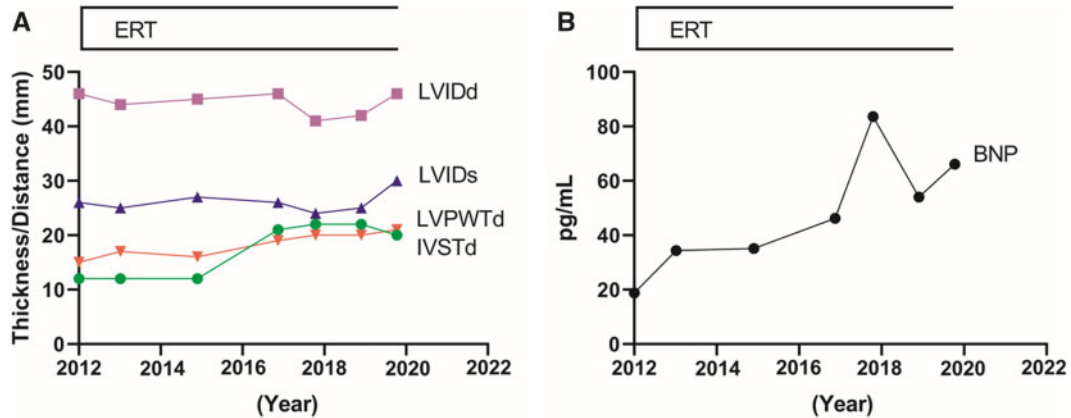 A
ERT
Thickness/Distance (mm)
50
40
30
20
10
0
2012 2014 2016 2018 2020 2022
(Year)
LVIDd
LVIDs
LVPWTd
IVSTd
B
ERT
pg/mL
100
80
60
40
20
0
2012 2014 2016 2018 2020 2022
(Year)
BNP